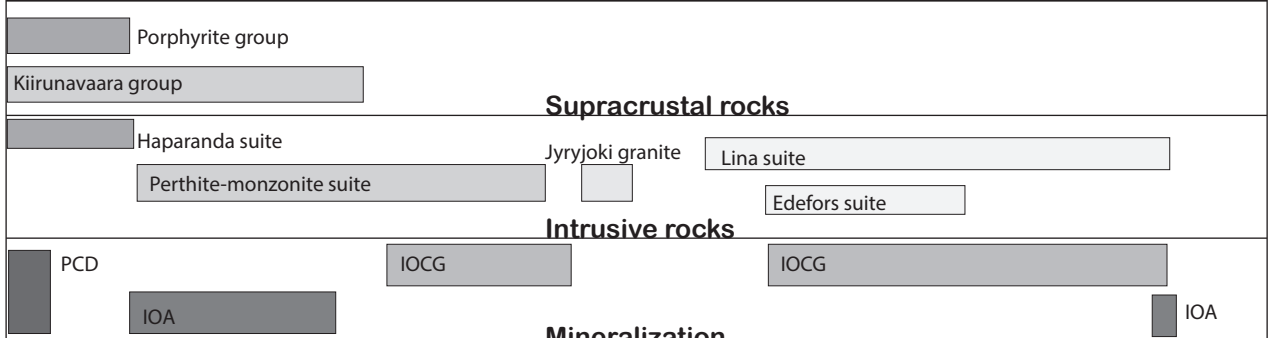 Porphyrite group
Kiirunavaara group
Supracrustal rocks
Haparanda suite
Jyryjoki granite
Lina suite
Perthite-monzonite suite
Edefors suite
Intrusive rocks
PCD
IOCG
IOCG
IOA
IOA
Mineralization